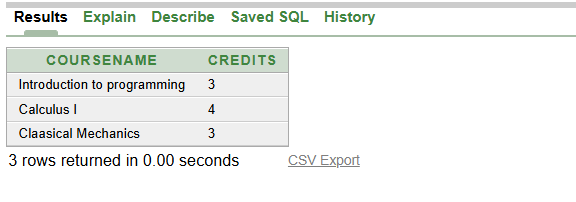 Results Explain Describe Saved SQL History
COURSENAME CREDITS
Introduction to programming 3
Calculus I 4
Claasical Mechanics 3
3 rows returned in 0.00 seconds CSV Export